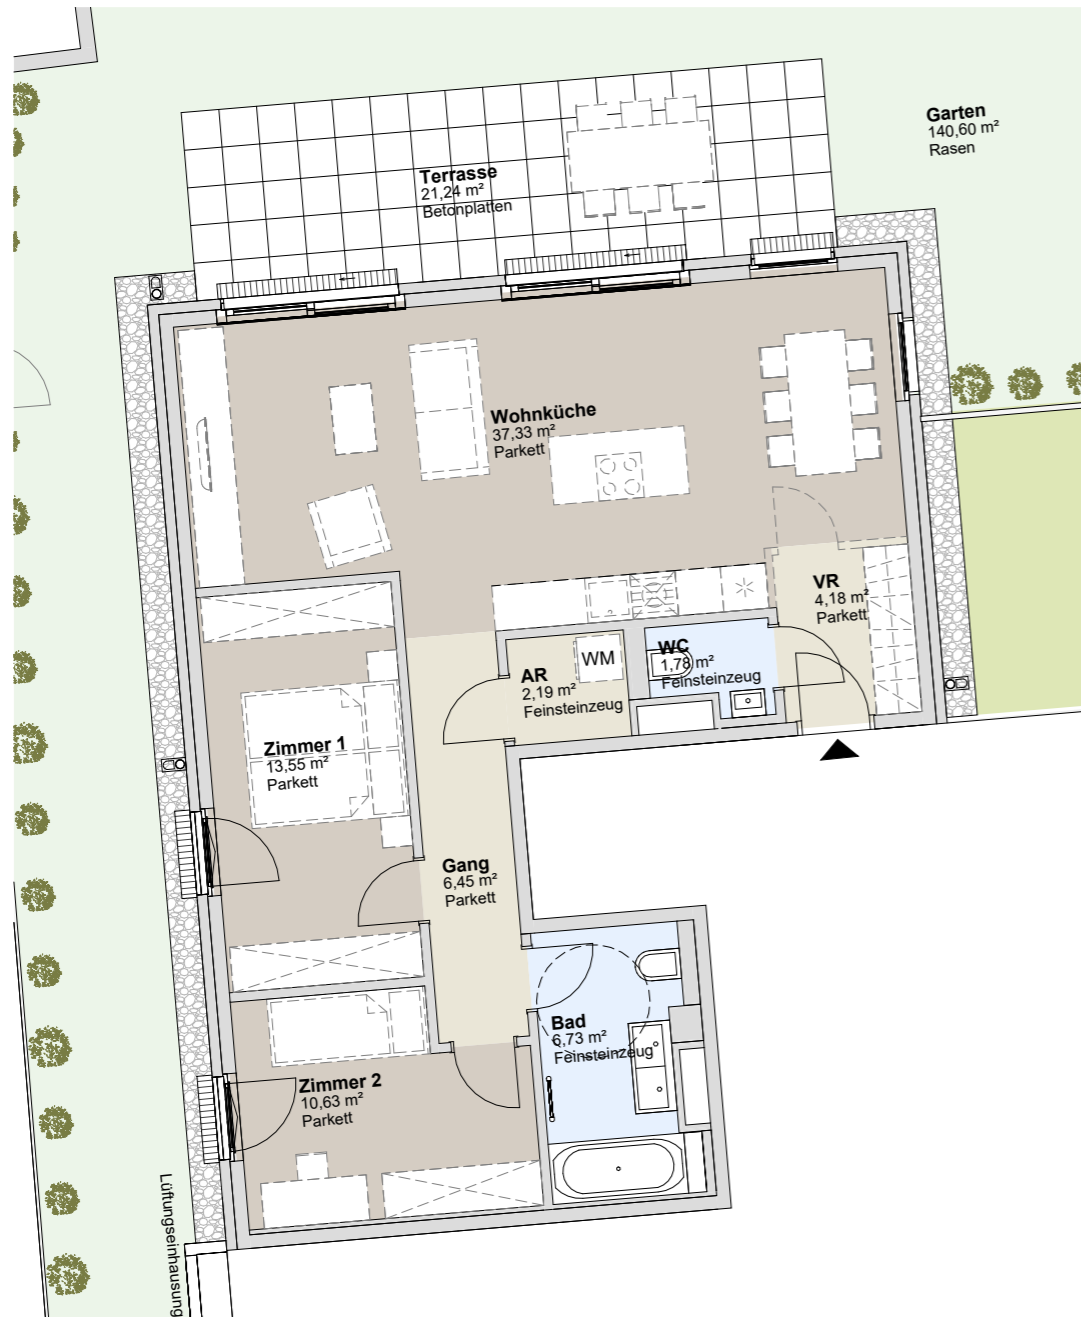 Garten
140,60 m²
Rasen
Terrasse
21,24 m²
Betonplatten
Wohnküche
37,33 m²
Parkett
VR
4,18 m²
Parkett
WC
1,78 m²
Feinsteinzeug
AR
2,19 m²
Feinsteinzeug
WM
Zimmer 1
13,55 m²
Parkett
Gang
6,45 m²
Parkett
Bad
6,73 m²
Feinsteinzeug
Zimmer 2
10,63 m²
Parkett
Lüftungseinhausung